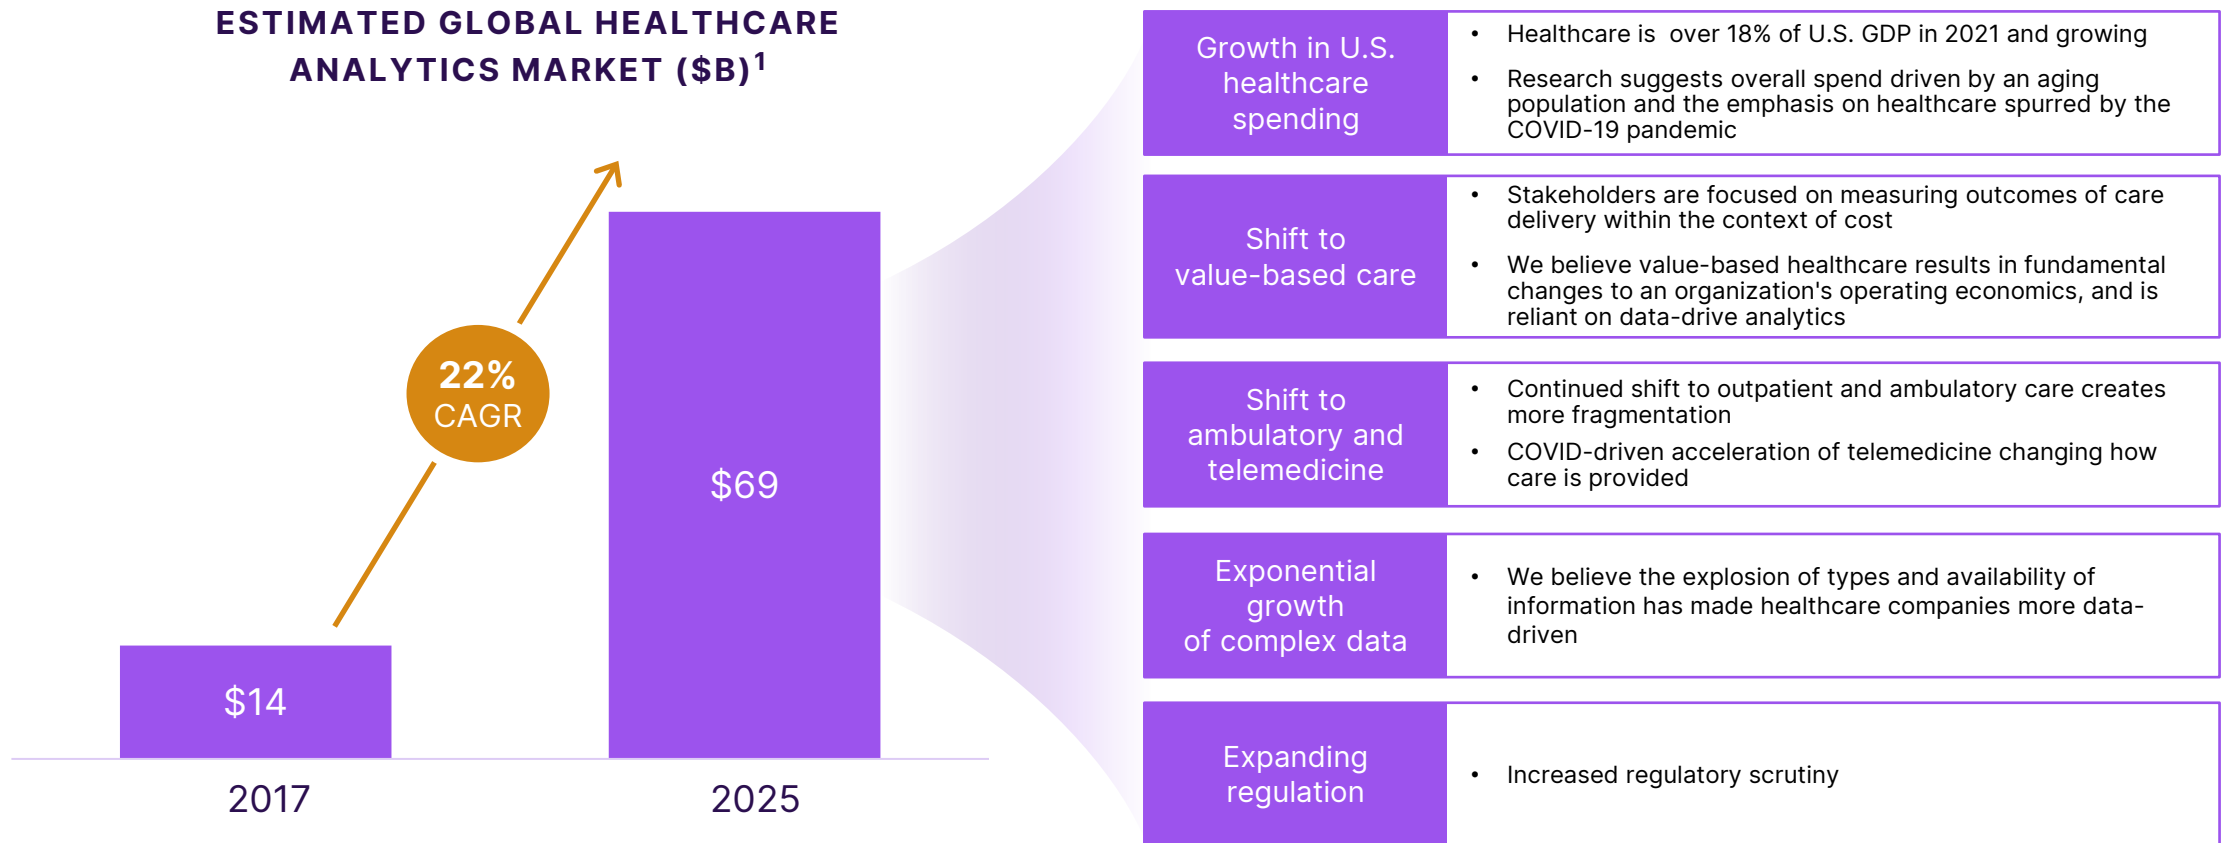 ESTIMATED GLOBAL HEALTHCARE
ANALYTICS MARKET ($B)¹
22%
CAGR
$69
$14
2017
2025
Growth in U.S.
healthcare
spending
• Healthcare is  over 18% of U.S. GDP in 2021 and growing
• Research suggests overall spend driven by an aging
population and the emphasis on healthcare spurred by the
COVID-19 pandemic
Shift to
value-based care
• Stakeholders are focused on measuring outcomes of care
delivery within the context of cost
• We believe value-based healthcare results in fundamental
changes to an organization's operating economics, and is
reliant on data-drive analytics
Shift to
ambulatory and
telemedicine
• Continued shift to outpatient and ambulatory care creates
more fragmentation
• COVID-driven acceleration of telemedicine changing how
care is provided
Exponential
growth
of complex data
• We believe the explosion of types and availability of
information has made healthcare companies more data-
driven
Expanding
regulation
• Increased regulatory scrutiny